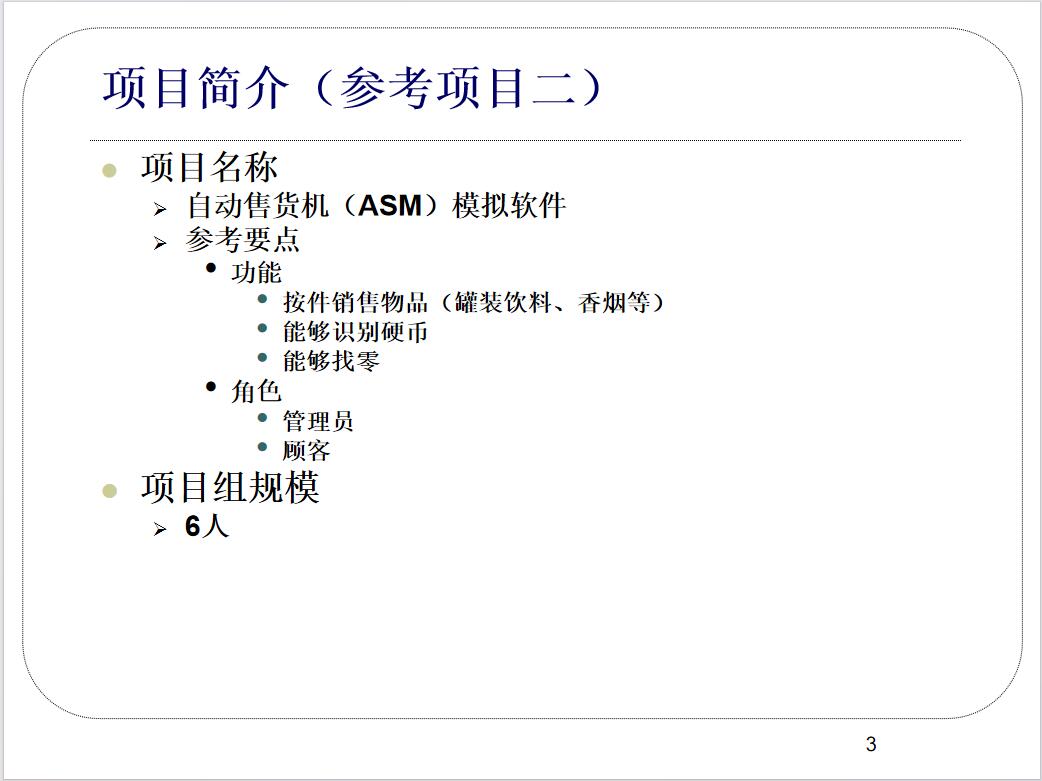 项目简介（参考项目二）
项目名称
自动售货机（ASM）模拟软件
参考要点
功能
按件销售物品（罐装饮料、香烟等）
能够识别硬币
能够找零
角色
管理员
顾客
项目组规模
6人
3